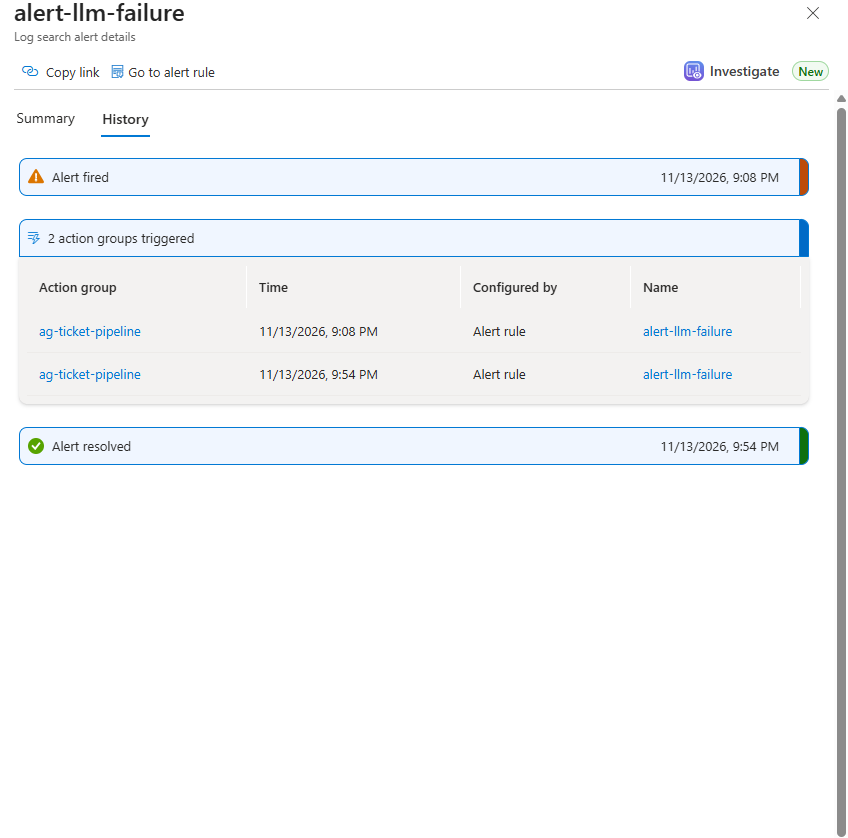 alert-llm-failure
Log search alert details
Copy link Go to alert rule Investigate New
Summary History
Alert fired 11/13/2026, 9:08 PM
2 action groups triggered
Action group Time Configured by Name
ag-ticket-pipeline 11/13/2026, 9:08 PM Alert rule alert-llm-failure
ag-ticket-pipeline 11/13/2026, 9:54 PM Alert rule alert-llm-failure
Alert resolved 11/13/2026, 9:54 PM